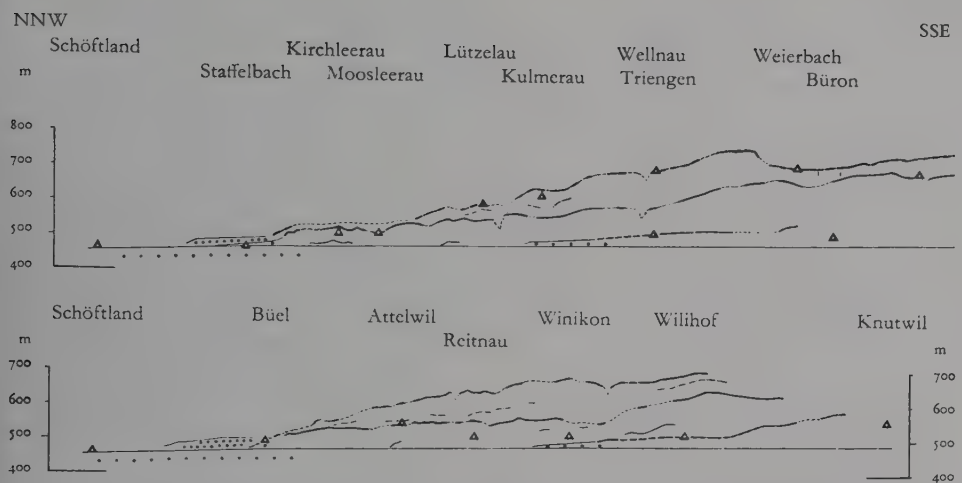 NNW
SSE
Schöftland
Kirchleerau
Lützelau
Wellnau
Weierbach
m
Staffelbach
Moosleerau
Kulmerau
Triengen
Büron
800
700
600
500
400
Schöftland
Büel
Attelwil
Winikon
Wilihof
Knutwil
m
Reitnau
m
700
700
600
600
500
500
400
400